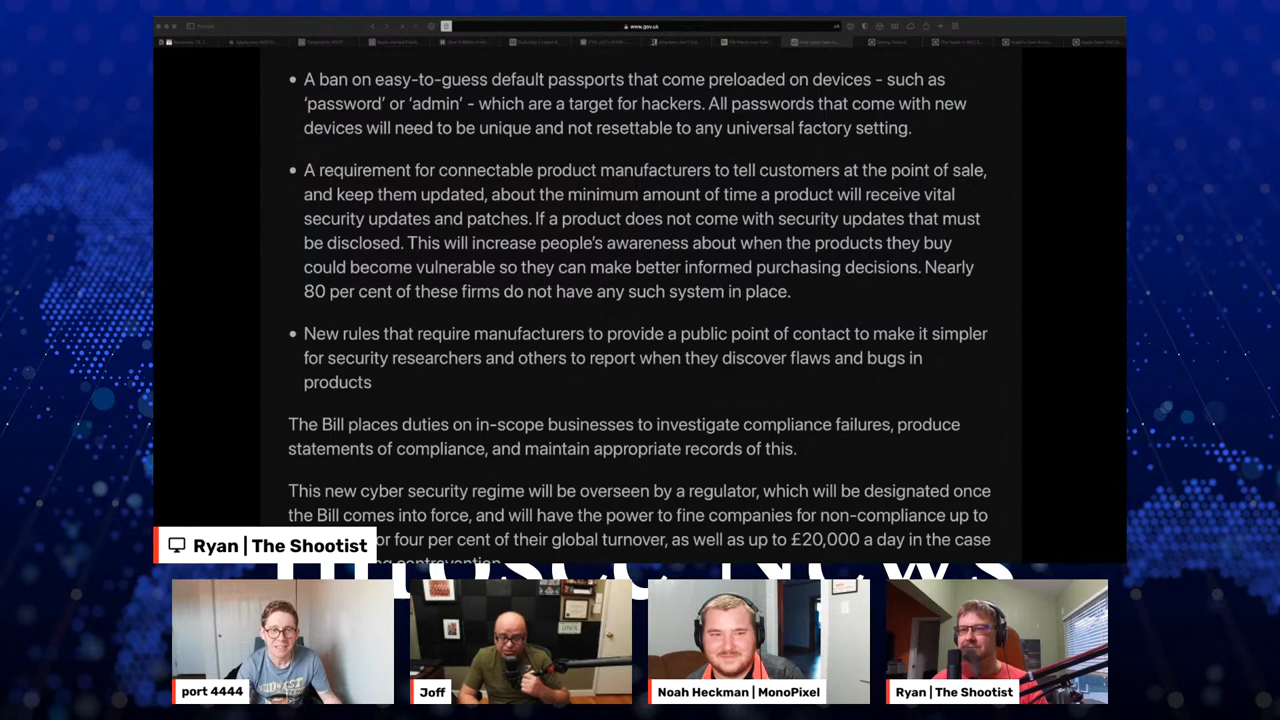 www.gov.uk
• A ban on easy-to-guess default passports that come preloaded on devices - such as
‘password’ or ‘admin’ - which are a target for hackers. All passwords that come with new
devices will need to be unique and not resettable to any universal factory setting.
• A requirement for connectable product manufacturers to tell customers at the point of sale,
and keep them updated, about the minimum amount of time a product will receive vital
security updates and patches. If a product does not come with security updates that must
be disclosed. This will increase people’s awareness about when the products they buy
could become vulnerable so they can make better informed purchasing decisions. Nearly
80 per cent of these firms do not have any such system in place.
• New rules that require manufacturers to provide a public point of contact to make it simpler
for security researchers and others to report when they discover flaws and bugs in
products
The Bill places duties on in-scope businesses to investigate compliance failures, produce
statements of compliance, and maintain appropriate records of this.
This new cyber security regime will be overseen by a regulator, which will be designated once
the Bill comes into force, and will have the power to fine companies for non-compliance up to
or four per cent of their global turnover, as well as up to £20,000 a day in the case
Ryan | The Shootist
News
port 4444
Joff
Noah Heckman | MonoPixel
Ryan | The Shootist